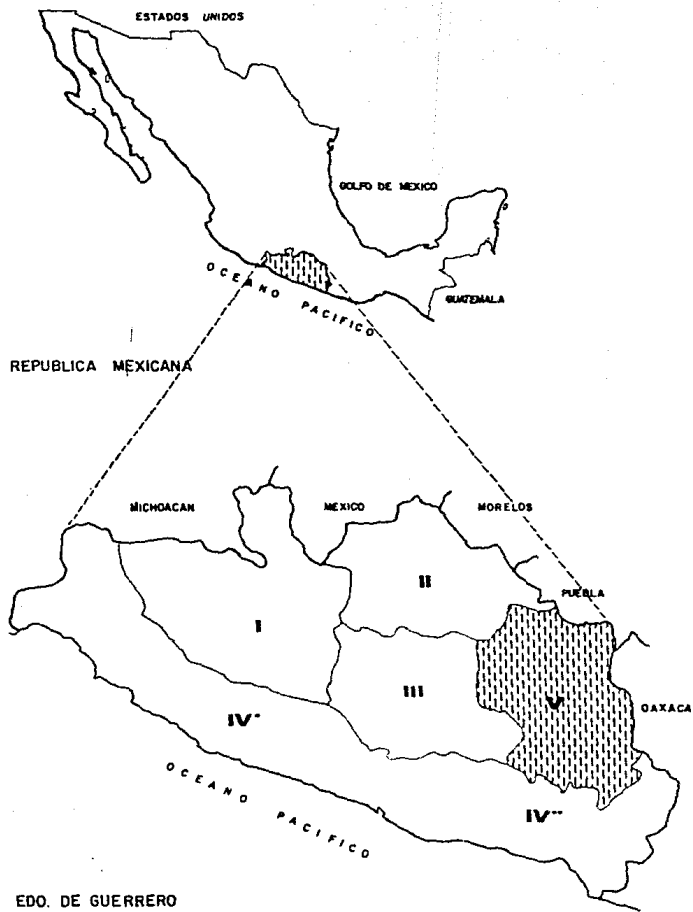 ESTADOS UNIDOS
GOLFO DE MEXICO
OCEANO PACIFICO
GUATEMALA
REPUBLICA MEXICANA
MICHOACAN
MEXICO
MORELOS
PUEBLA
II
I
III
V
OAXACA
IV'
IV''
OCEANO PACIFICO
EDO. DE GUERRERO